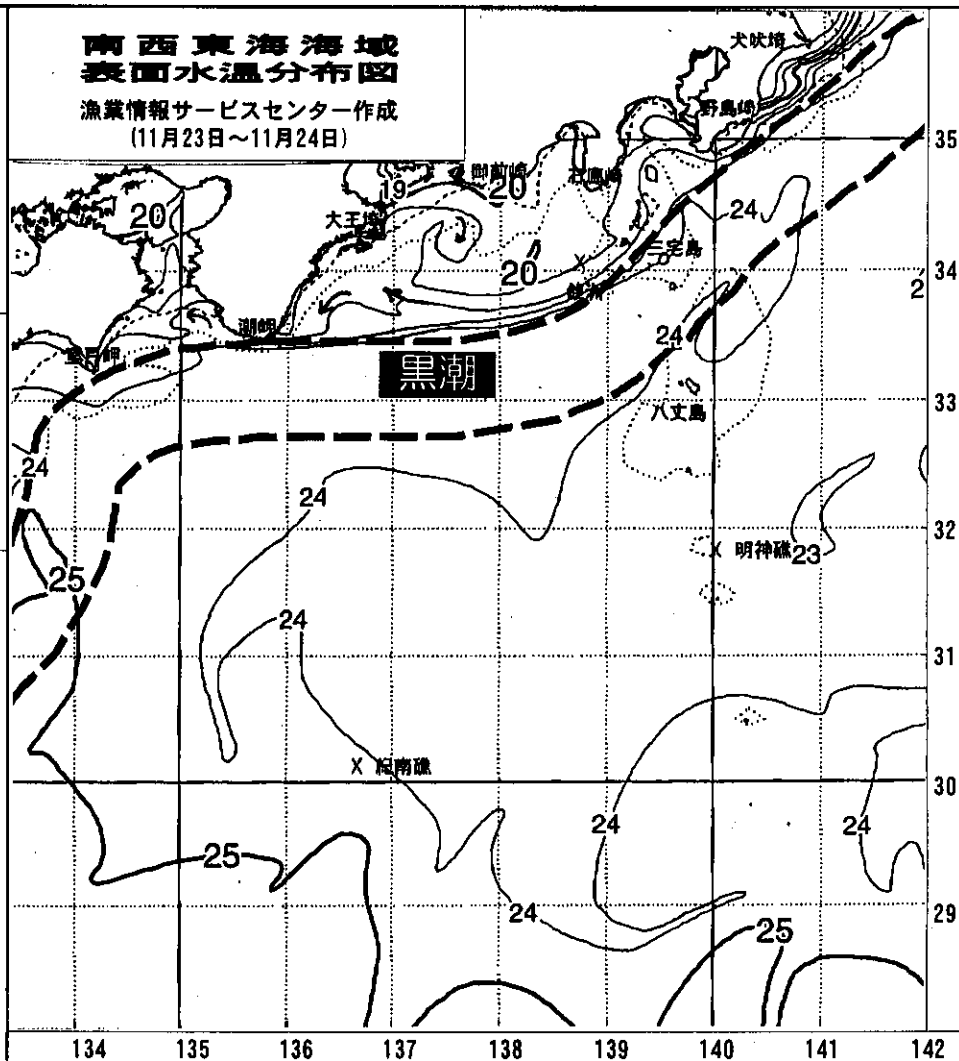 南西東海海域
表面水温分布図
漁業情報サービスセンター作成
(11月23日～11月24日)
犬吠埼
野島崎
35
御前崎
石廊崎
19
20
20
大王埼
24
三宅島
20
34
2
潮岬
室戸岬
24
黒潮
八丈島
33
24
24
32
明神礁
23
25
24
31
紀南礁
30
24
24
25
24
29
25
134
135
136
137
138
139
140
141
142